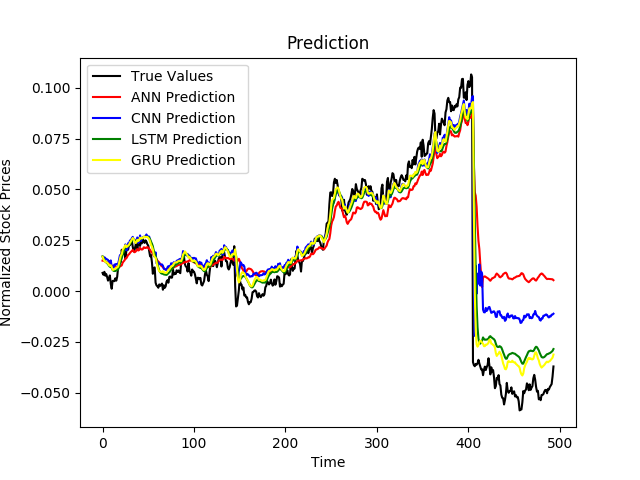 Prediction
True Values
ANN Prediction
CNN Prediction
LSTM Prediction
GRU Prediction
0.100
0.075
0.050
0.025
0.000
−0.025
−0.050
Normalized Stock Prices
0 100 200 300 400 500
Time